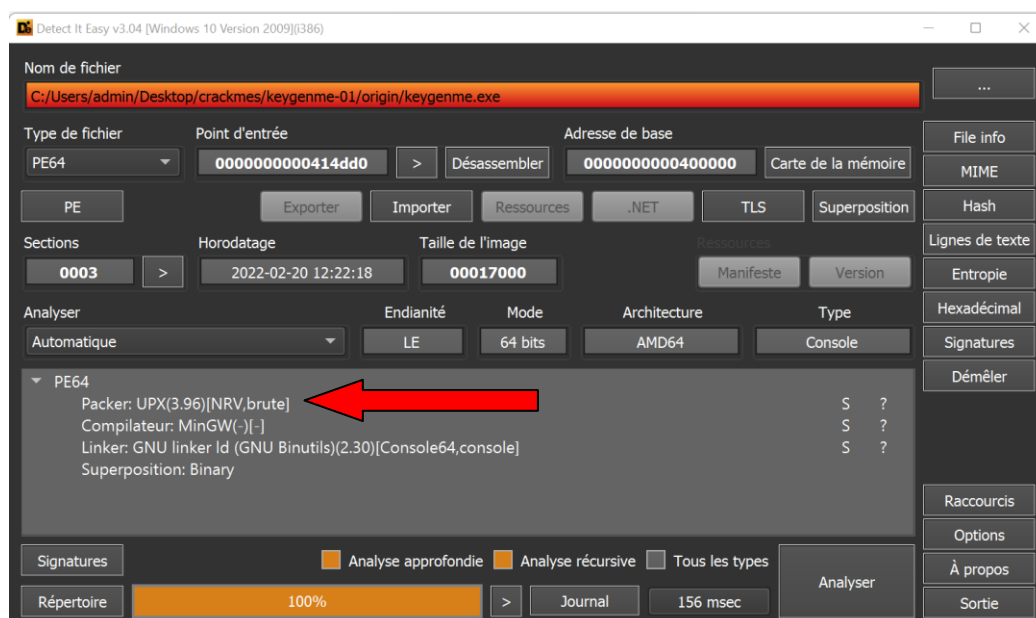 Detect It Easy v3.04 [Windows 10 Version 2009](i386)
Nom de fichier
C:/Users/admin/Desktop/crackmes/keygenme-01/origin/keygenme.exe
...
Type de fichier Point d'entrée Adresse de base
PE64 0000000000414dd0 > Désassembler 0000000000400000 Carte de la mémoire
File info
MIME
PE Exporter Importer Ressources .NET TLS Superposition Hash
Sections Horodatage Taille de l'image Ressources Lignes de texte
0003 > 2022-02-20 12:22:18 00017000 Manifeste Version Entropie
Analyser Endianité Mode Architecture Type Hexadécimal
Automatique LE 64 bits AMD64 Console Signatures
Démêler
PE64
Packer: UPX(3.96)[NRV,brute] S ?
Compilateur: MinGW(-)[-] S ?
Linker: GNU linker ld (GNU Binutils)(2.30)[Console64,console] S ?
Superposition: Binary
Raccourcis
Options
Signatures Analyse approfondie Analyse récursive Tous les types Analyser À propos
Répertoire 100% > Journal 156 msec Sortie